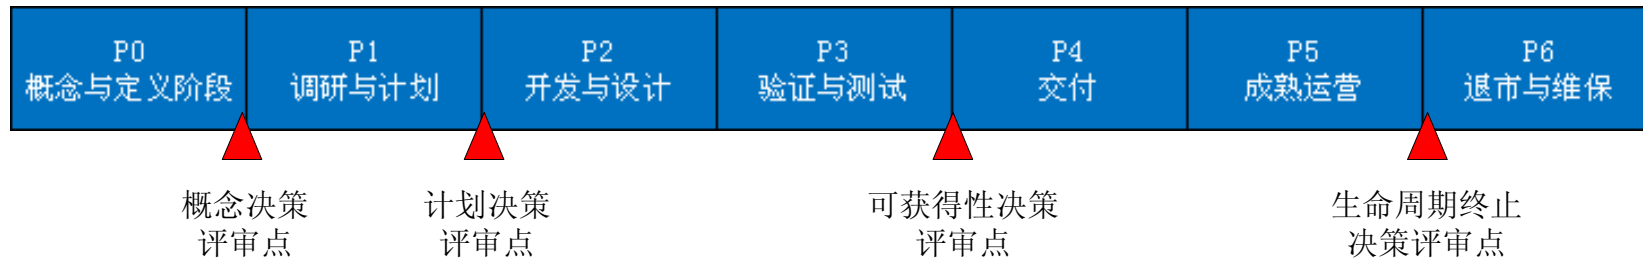 P0
概念与定义阶段
P1
调研与计划
P2
开发与设计
P3
验证与测试
P4
交付
P5
成熟运营
P6
退市与维保
概念决策
评审点
计划决策
评审点
可获得性决策
评审点
生命周期终止
决策评审点